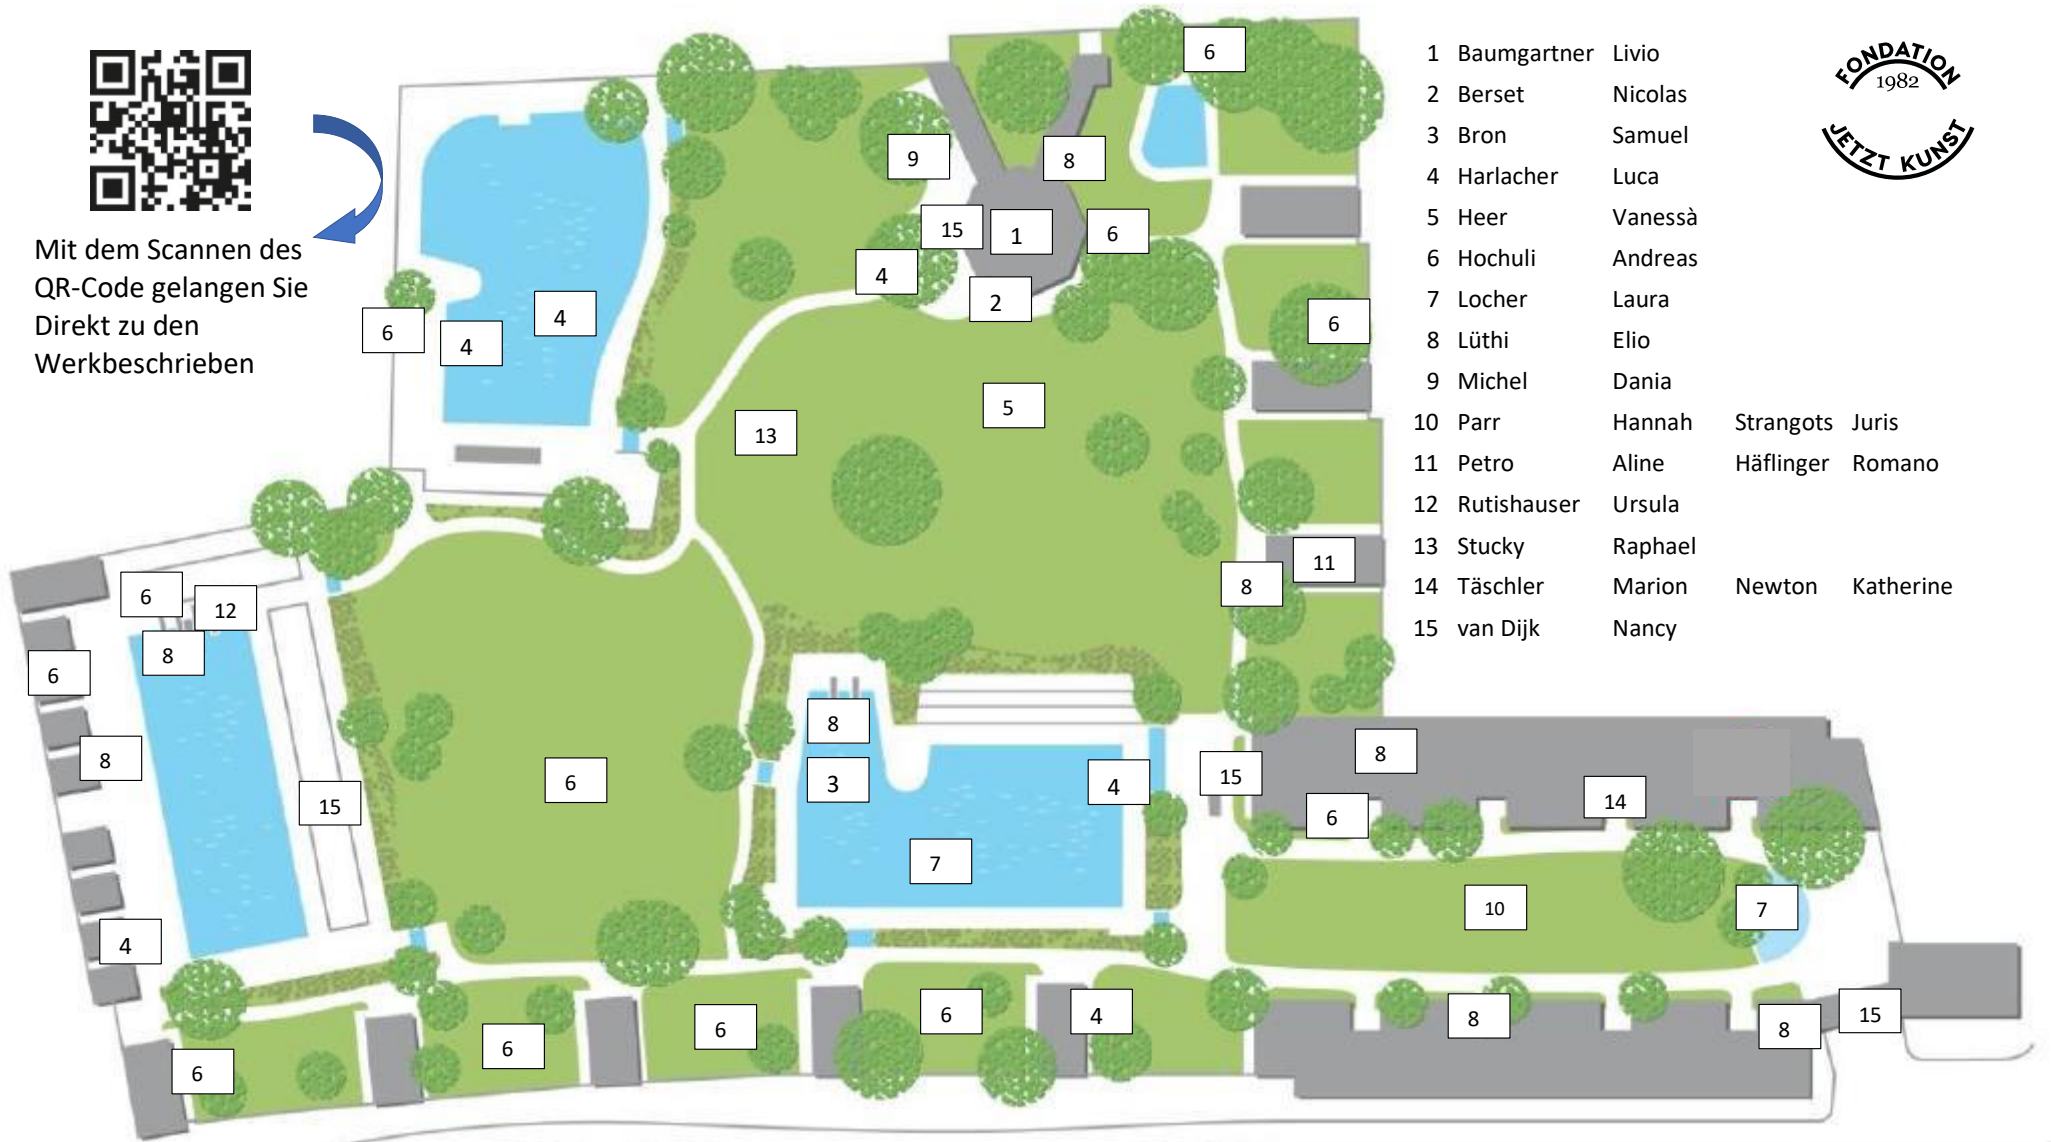 Mit dem Scannen des
QR-Code gelangen Sie
Direkt zu den
Werkbeschrieben
1 Baumgartner Livio
2 Berset Nicolas
3 Bron Samuel
4 Harlacher Luca
5 Heer Vanessà
6 Hochuli Andreas
7 Locher Laura
8 Lüthi Elio
9 Michel Dania
10 Parr Hannah Strangots Juris
11 Petro Aline Häflinger Romano
12 Rutishauser Ursula
13 Stucky Raphael
14 Täschler Marion Newton Katherine
15 van Dijk Nancy
FONDATION
1982
JETZT KUNST
6
9
8
15
1
6
4
2
6
4
4
6
5
13
11
8
6
12
8
6
8
15
6
8
3
4
7
15
8
14
6
10
7
4
6
6
6
6
4
8
8
15